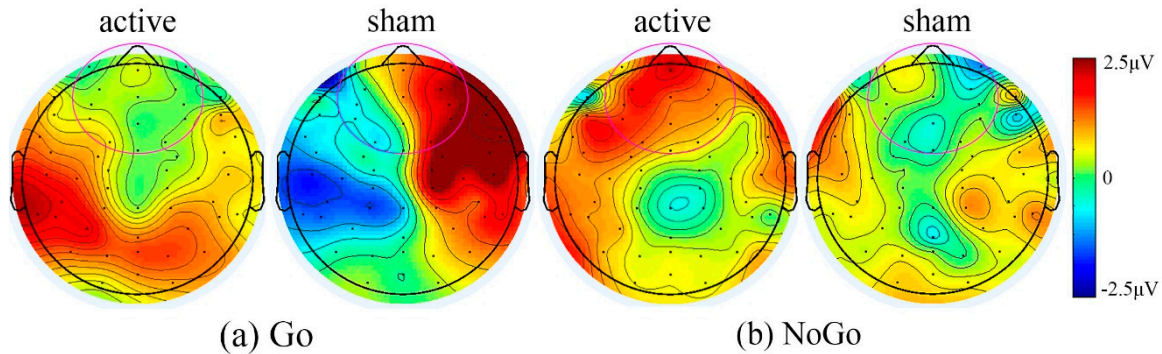 active
sham
active
sham
2.5μV
0
-2.5μV
(a) Go
(b) NoGo